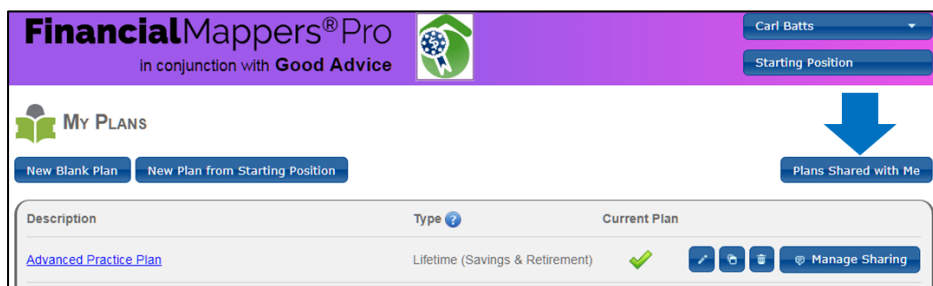 FinancialMappers®Pro
in conjunction with Good Advice
Carl Batts
Starting Position
MY PLANS
New Blank Plan
New Plan from Starting Position
Plans Shared with Me
Description
Type ?
Current Plan
Advanced Practice Plan
Lifetime (Savings & Retirement)
Manage Sharing